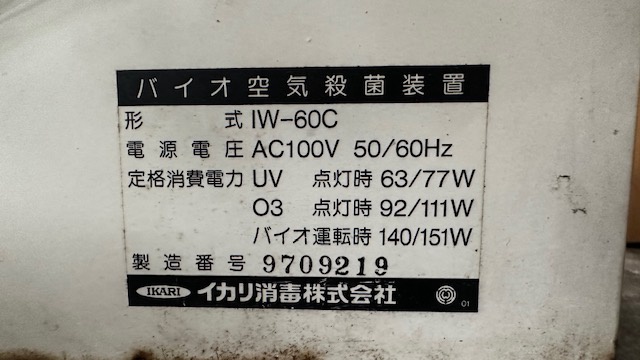 バイオ空気殺菌装置
形式 IW-60C
電源電圧 AC100V 50/60Hz
定格消費電力 UV 点灯時 63/77W
O3 点灯時 92/111W
バイオ運転時 140/151W
製造番号 9709219
IKARI イカリ消毒株式会社 01